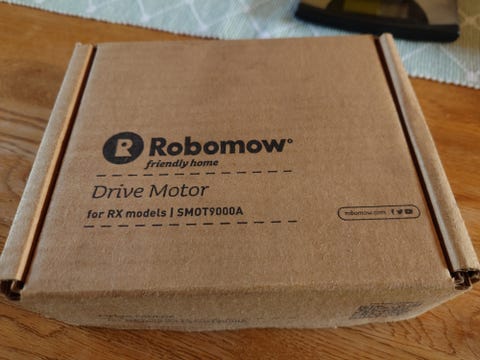 R Robomow®
friendly home
Drive Motor
for RX models | SMOT9000A
robomow.com